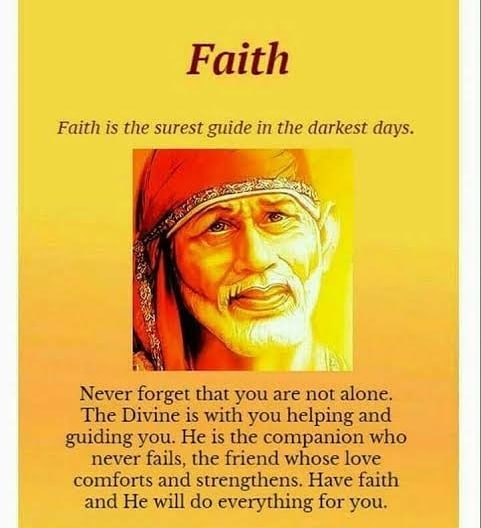 Faith
Faith is the surest guide in the darkest days.
Never forget that you are not alone.
The Divine is with you helping and
guiding you. He is the companion who
never fails, the friend whose love
comforts and strengthens. Have faith
and He will do everything for you.